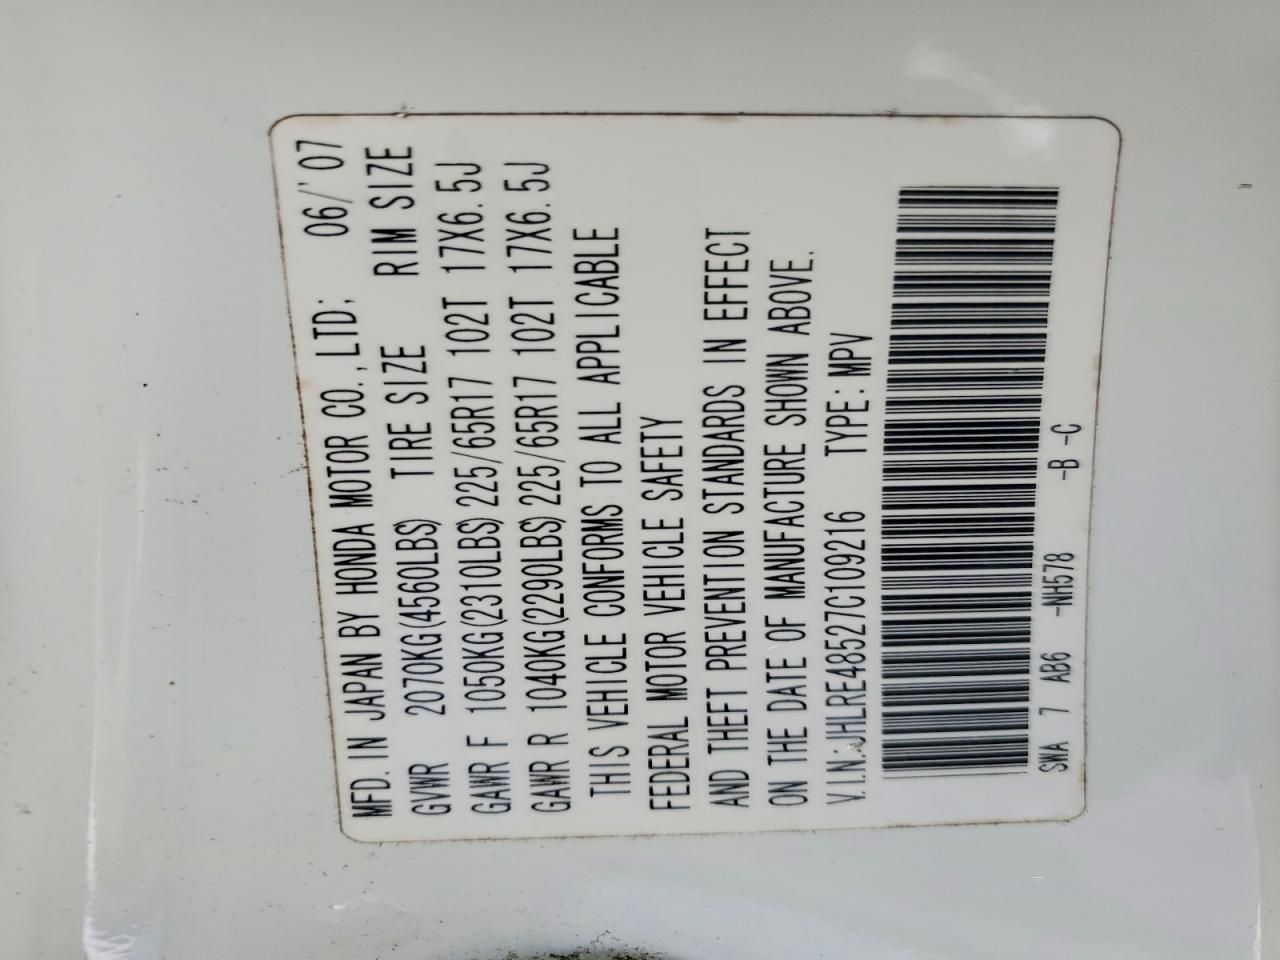 MFD. IN JAPAN BY HONDA MOTOR CO.,LTD; 06/'07
GVWR 2070KG(4560LBS) TIRE SIZE RIM SIZE
GAWR F 1050KG(2310LBS) 225/65R17 102T 17X6.5J
GAWR R 1040KG(2290LBS) 225/65R17 102T 17X6.5J
THIS VEHICLE CONFORMS TO ALL APPLICABLE
FEDERAL MOTOR VEHICLE SAFETY
AND THEFT PREVENTION STANDARDS IN EFFECT
ON THE DATE OF MANUFACTURE SHOWN ABOVE.
V.I.N:JHLRE48527C109216 TYPE:MPV
SWA 7 AB6 -NH578 -B -C